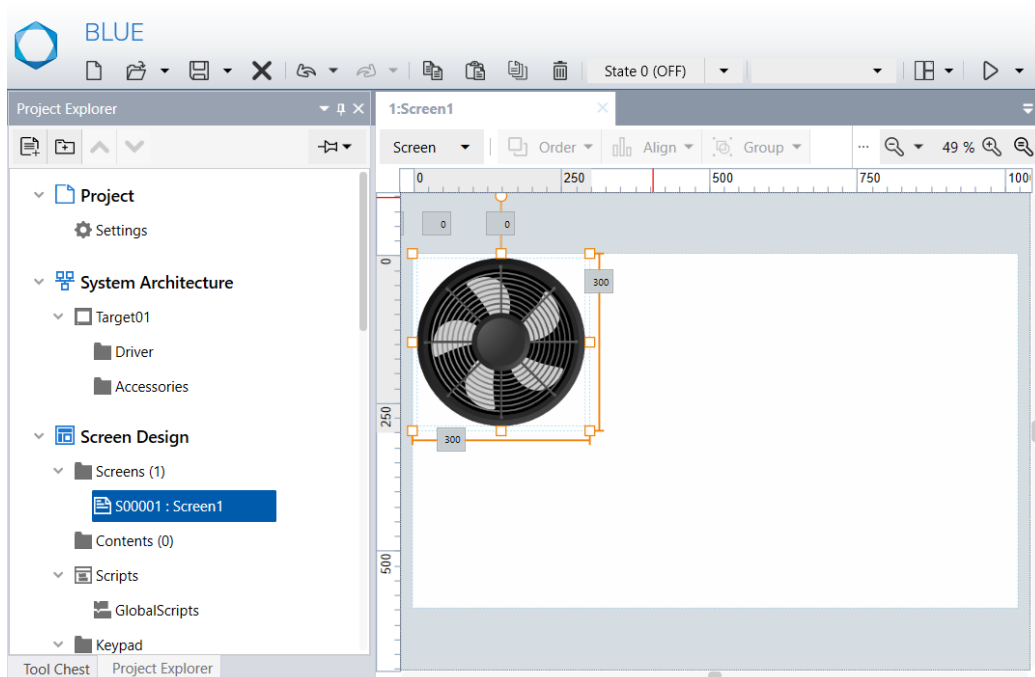 BLUE
State 0 (OFF)
Project Explorer
1:Screen1
Screen
Order
Align
Group
...
49 %
0 250 500 750 100
Project
Settings
0 0
System Architecture
0
300
Target01
Driver
Accessories
250
Screen Design
300
Screens (1)
S00001 : Screen1
Contents (0)
500
Scripts
GlobalScripts
Keypad
Tool Chest
Project Explorer